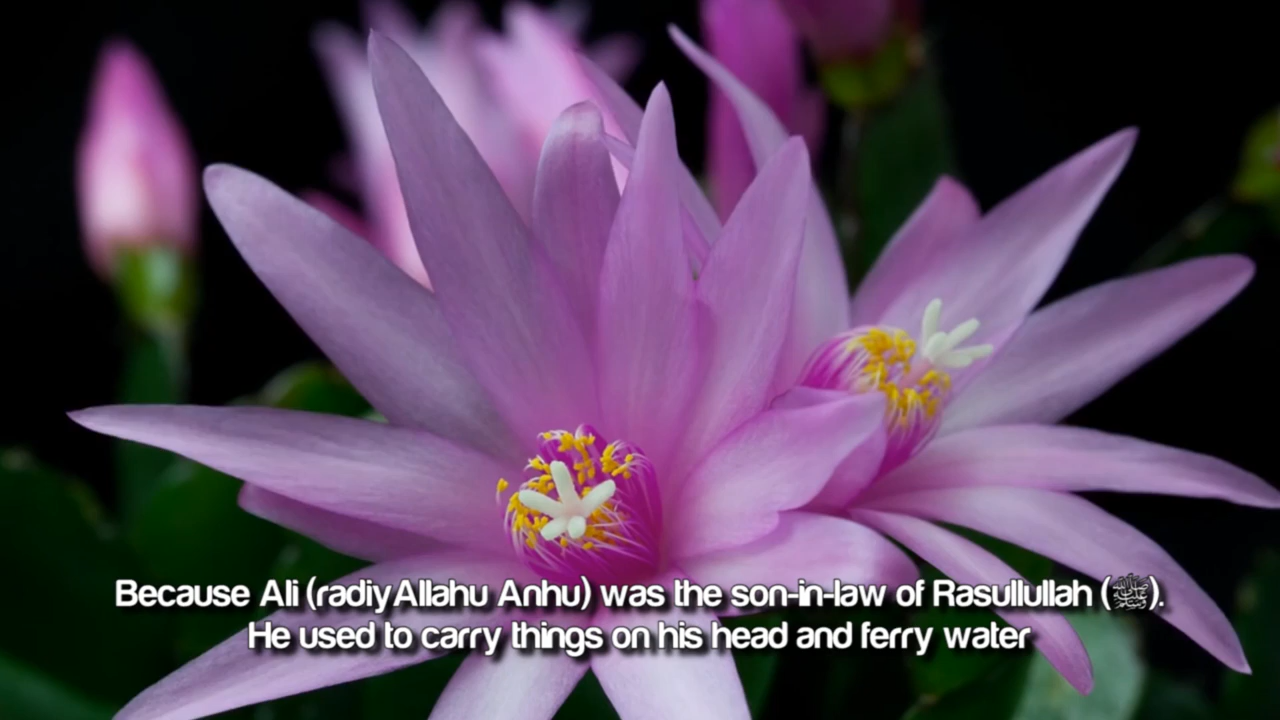 Because Ali (radiyAllahu Anhu) was the son-in-law of Rasullullah (ﷺ).
He used to carry things on his head and ferry water